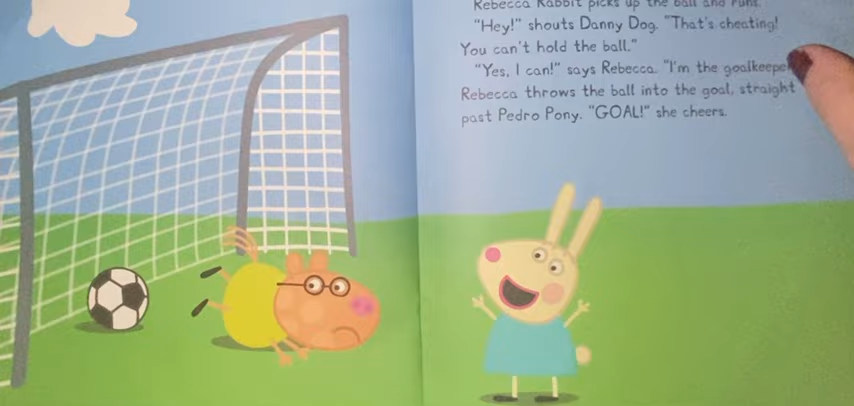 Rebecca Rabbit picks up the ball and runs.
"Hey!" shouts Danny Dog. "That's cheating!
You can't hold the ball."
"Yes, I can!" says Rebecca. "I'm the goalkeepe
Rebecca throws the ball into the goal, straight
past Pedro Pony. "GOAL!" she cheers.